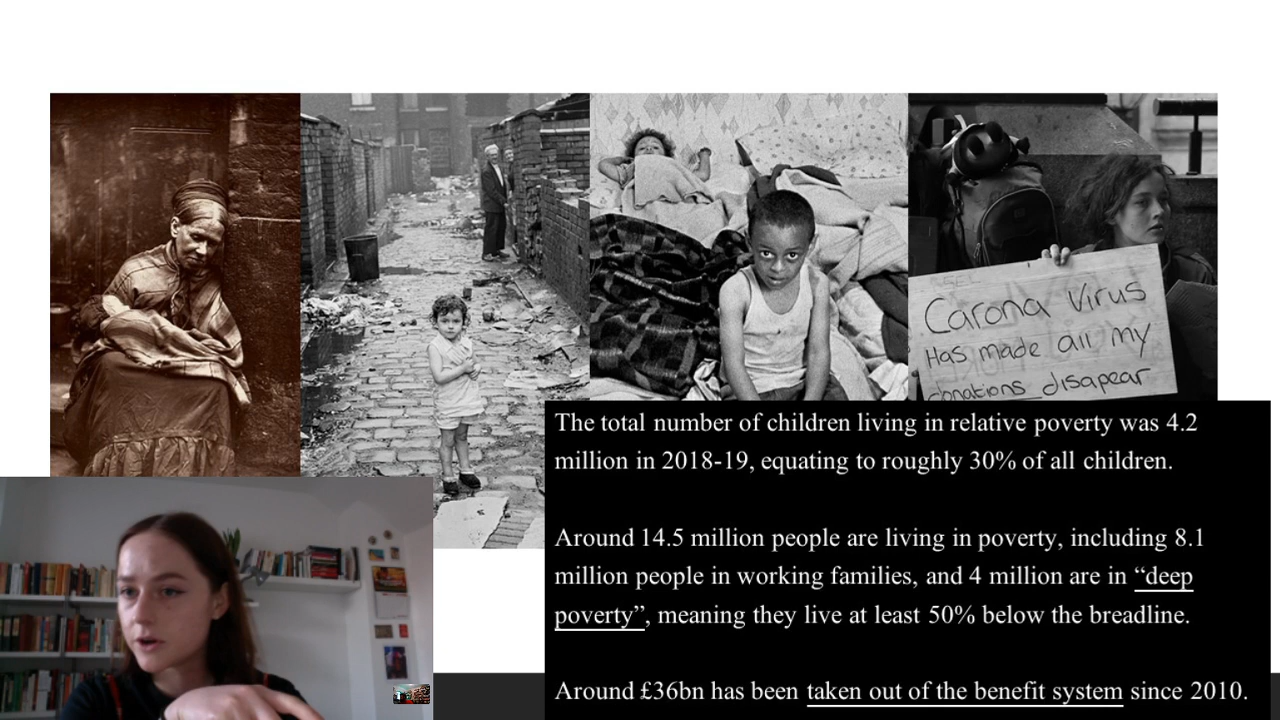 Carona Virus
Has made all my
donations disapear
The total number of children living in relative poverty was 4.2
million in 2018-19, equating to roughly 30% of all children.
Around 14.5 million people are living in poverty, including 8.1
million people in working families, and 4 million are in “deep
poverty”, meaning they live at least 50% below the breadline.
Around £36bn has been taken out of the benefit system since 2010.